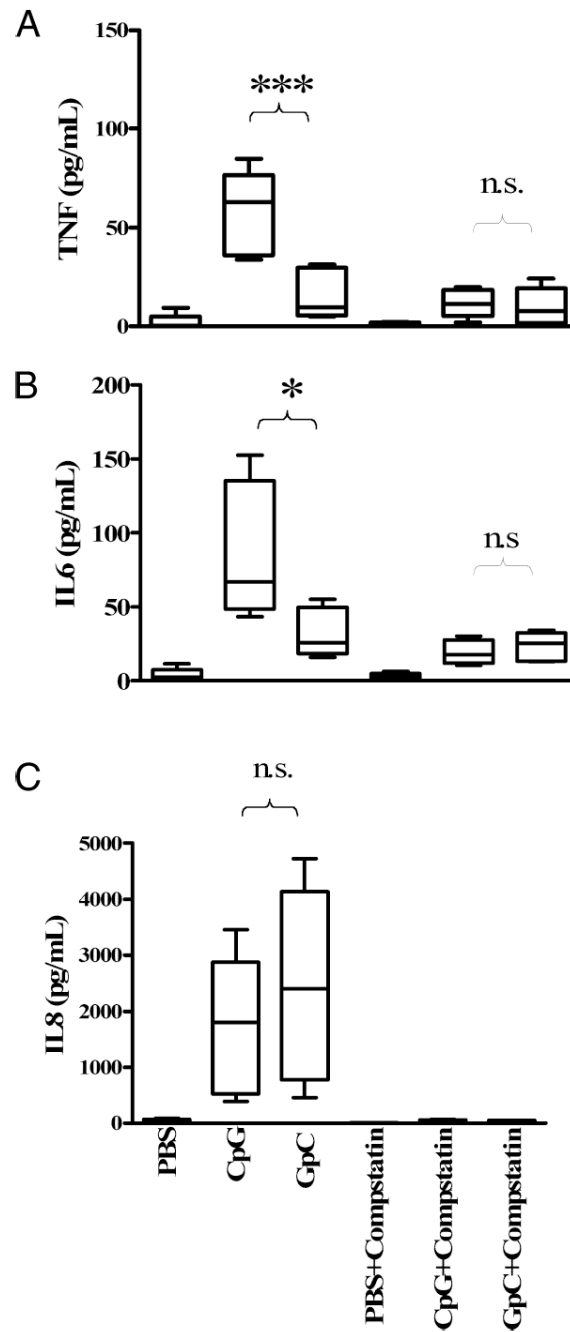 A
150
100
50
0
TNF (pg/mL)
***
n.s.
B
200
150
100
50
0
IL6 (pg/mL)
*
n.s
C
n.s.
5000
4000
3000
2000
1000
0
IL8 (pg/mL)
PBS
CpG
GpC
PBS+Compstatin
CpG+Compstatin
GpC+Compstatin